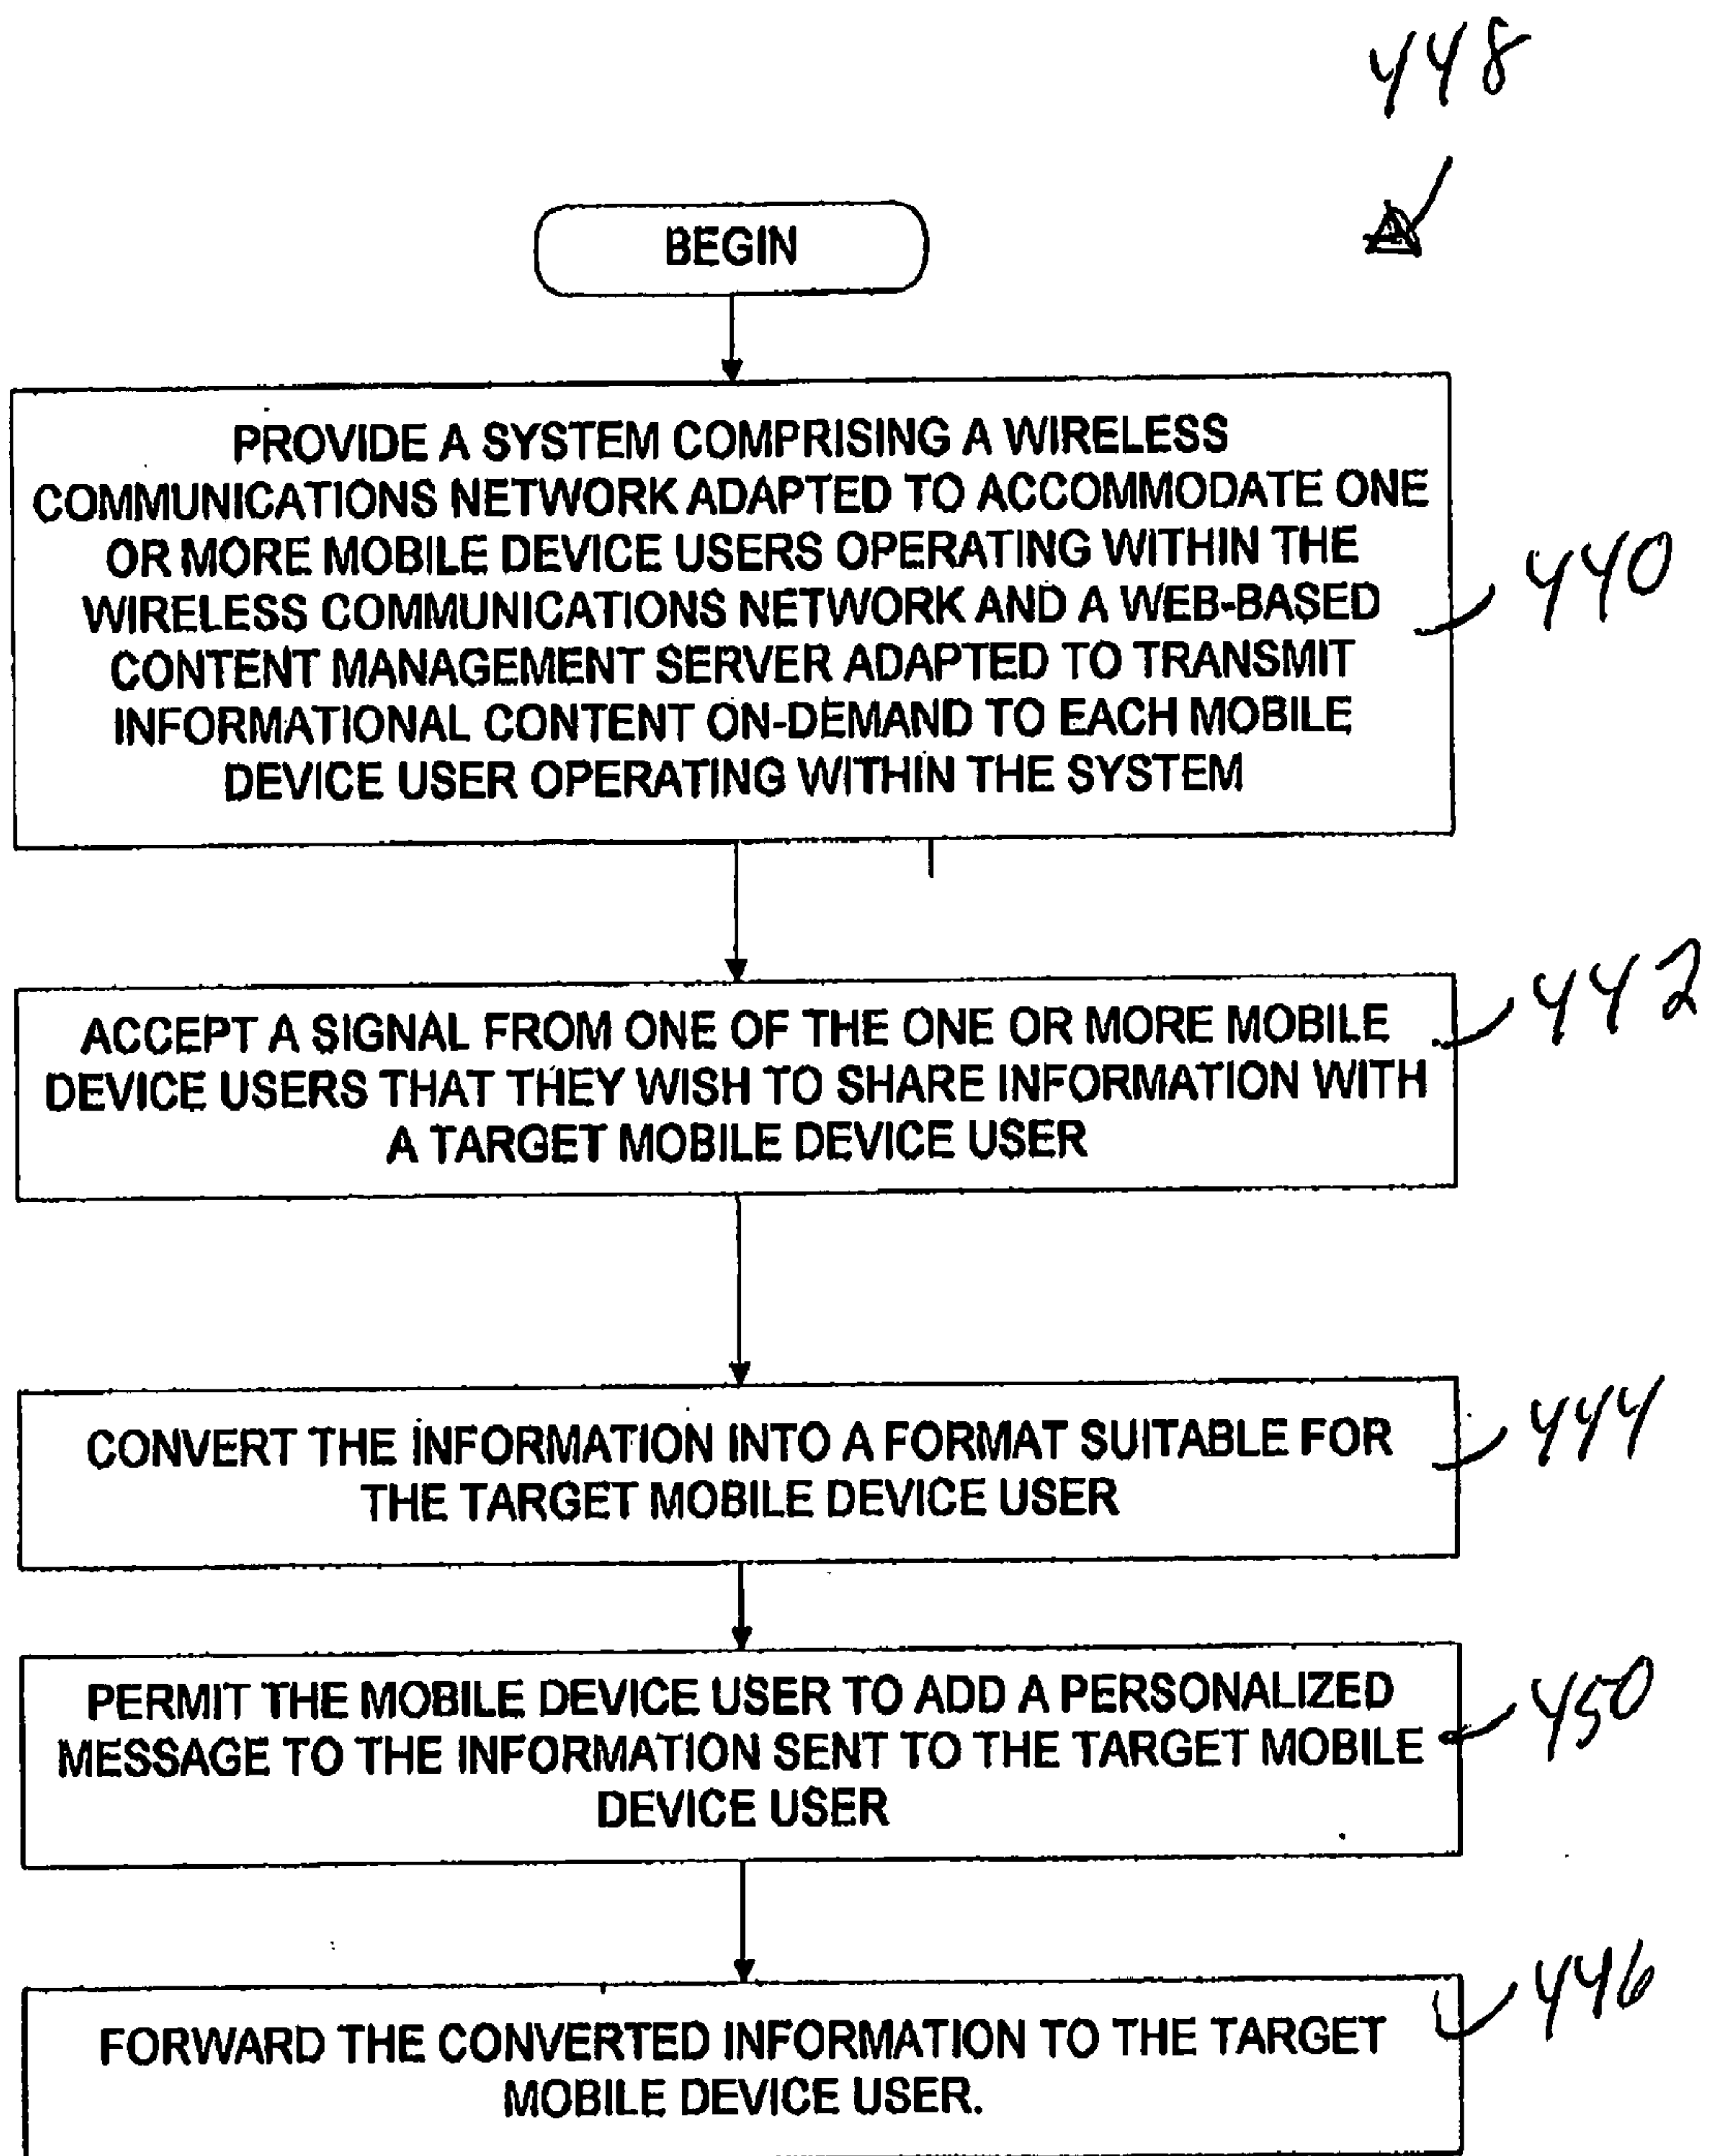 448
BEGIN
PROVIDE A SYSTEM COMPRISING A WIRELESS
COMMUNICATIONS NETWORK ADAPTED TO ACCOMMODATE ONE
OR MORE MOBILE DEVICE USERS OPERATING WITHIN THE
WIRELESS COMMUNICATIONS NETWORK AND A WEB-BASED
CONTENT MANAGEMENT SERVER ADAPTED TO TRANSMIT
INFORMATIONAL CONTENT ON-DEMAND TO EACH MOBILE
DEVICE USER OPERATING WITHIN THE SYSTEM
440
ACCEPT A SIGNAL FROM ONE OF THE ONE OR MORE MOBILE
DEVICE USERS THAT THEY WISH TO SHARE INFORMATION WITH
A TARGET MOBILE DEVICE USER
442
CONVERT THE INFORMATION INTO A FORMAT SUITABLE FOR
THE TARGET MOBILE DEVICE USER
444
PERMIT THE MOBILE DEVICE USER TO ADD A PERSONALIZED
MESSAGE TO THE INFORMATION SENT TO THE TARGET MOBILE
DEVICE USER
450
FORWARD THE CONVERTED INFORMATION TO THE TARGET
MOBILE DEVICE USER.
446